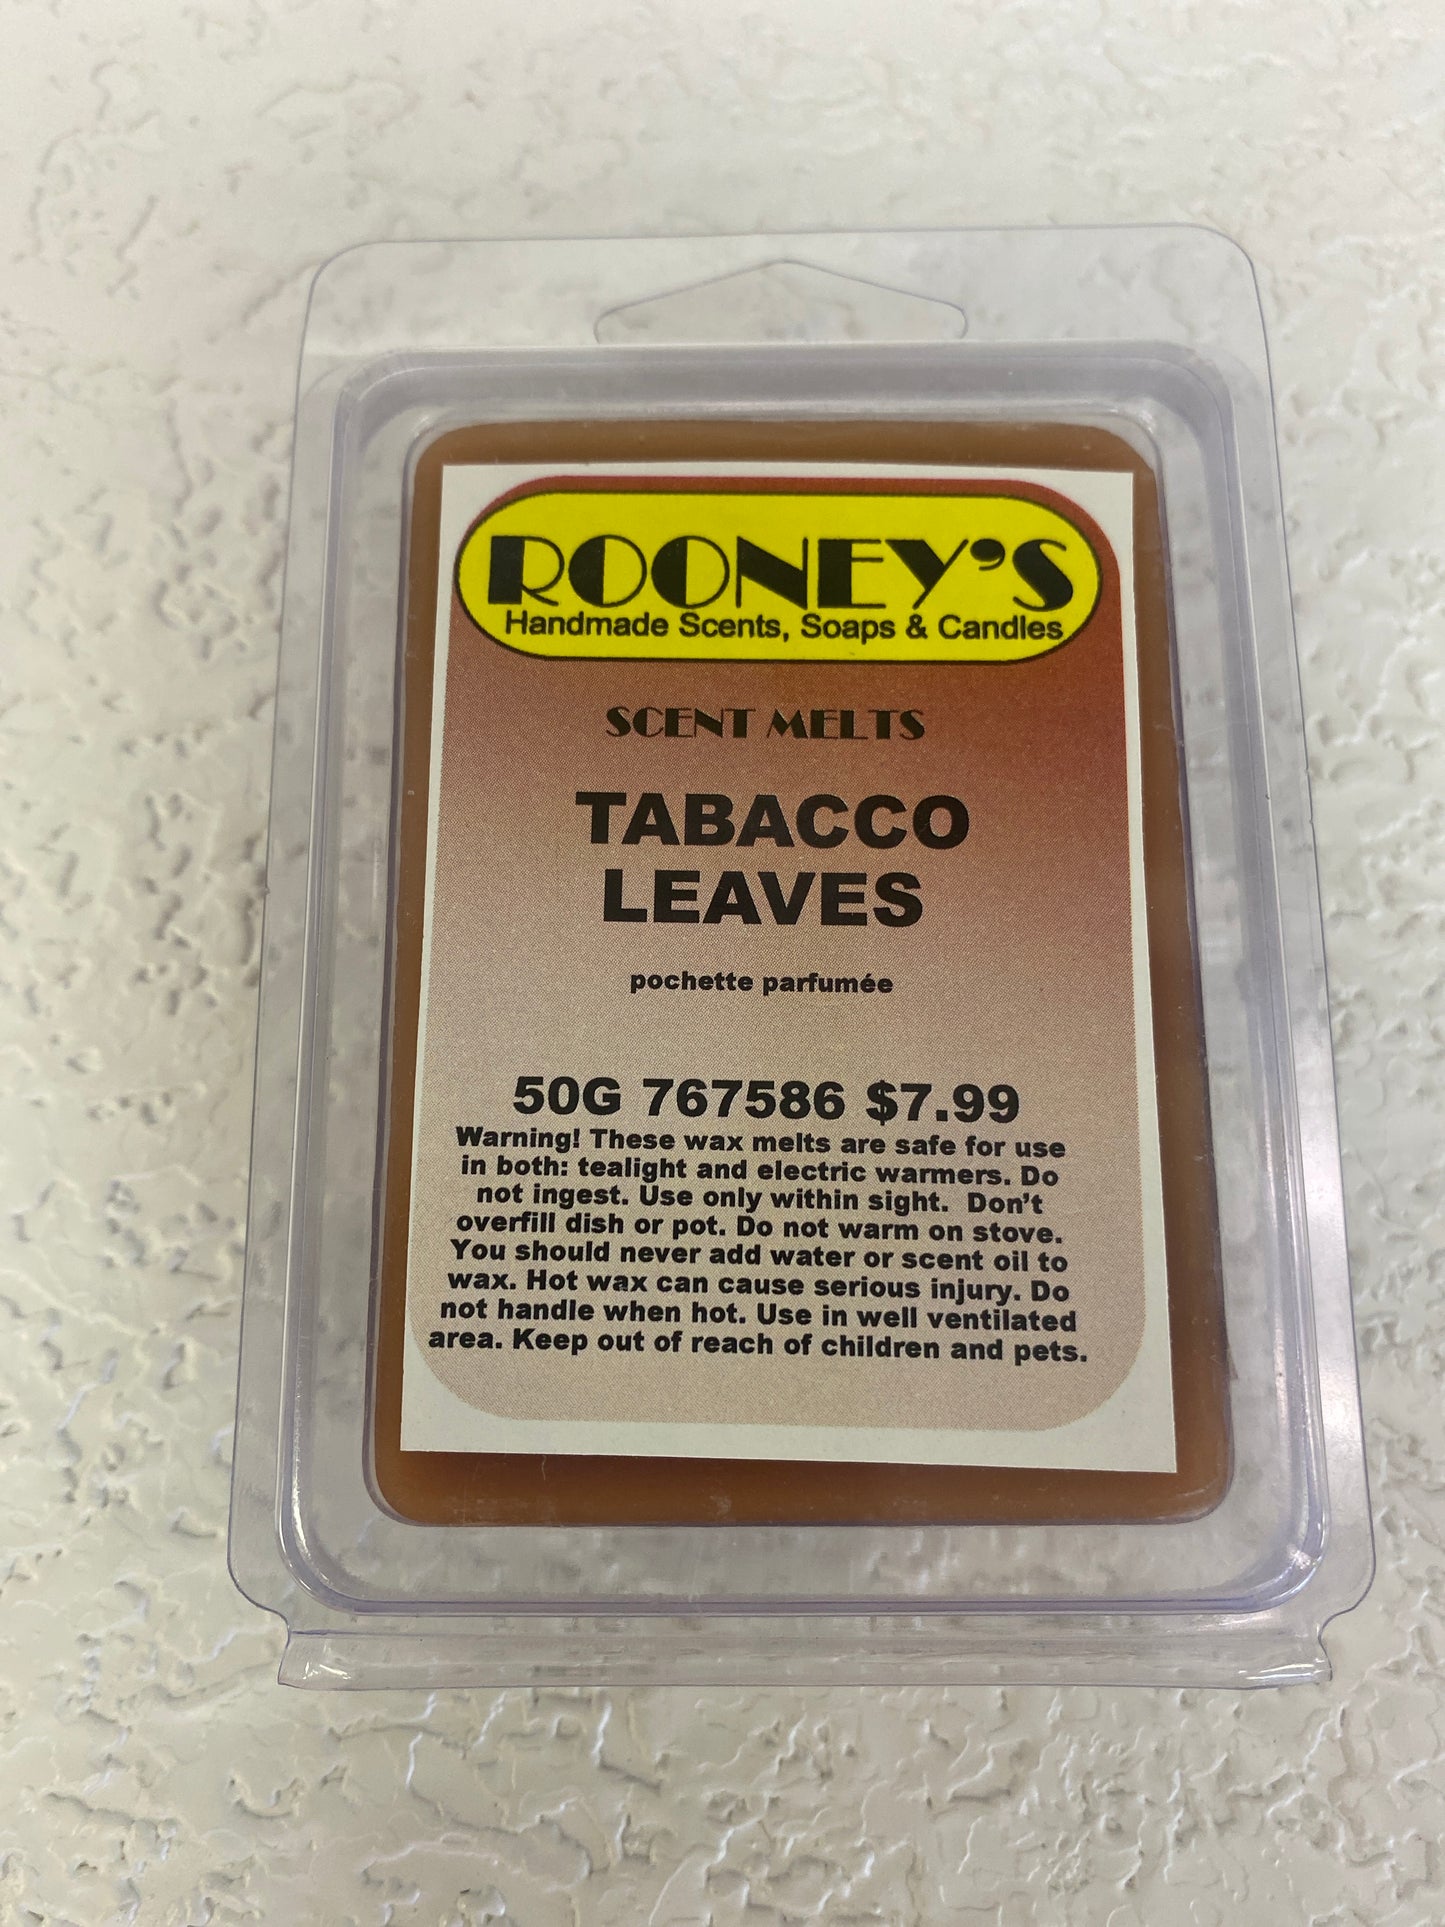 ROONEY'S
Handmade Scents, Soaps & Candles
SCENT MELTS
TABACCO
LEAVES
pochette parfumée
50G 767586 $7.99
Warning! These wax melts are safe for use
in both: tealight and electric warmers. Do
not ingest. Use only within sight.  Don't
overfill dish or pot. Do not warm on stove.
You should never add water or scent oil to
wax. Hot wax can cause serious injury. Do
not handle when hot. Use in well ventilated
area. Keep out of reach of children and pets.